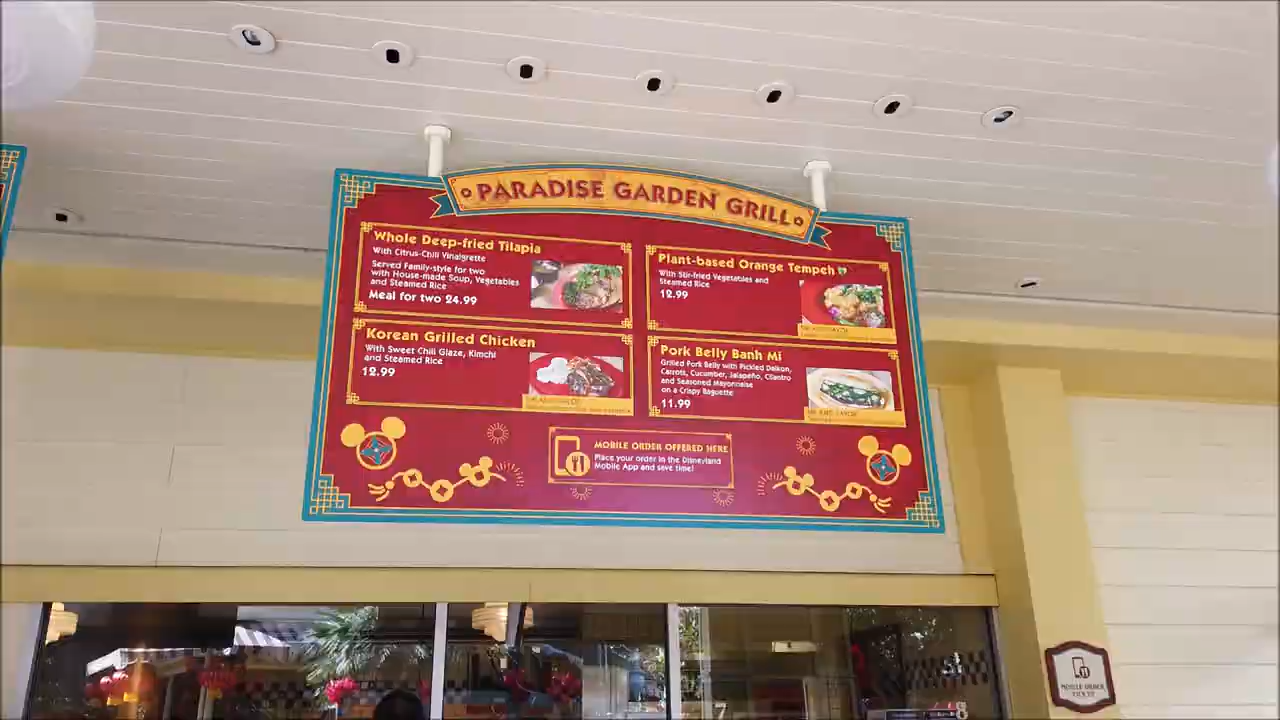 PARADISE GARDEN GRILL
Whole Deep-fried Tilapia
With Citrus-Chili Vinaigrette
Served Family-style for two
with House-made Soup, Vegetables
and Steamed Rice
Meal for two 24.99
Plant-based Orange Tempeh
With Stir-fried Vegetables and
Steamed Rice
12.99
Korean Grilled Chicken
With Sweet Chili Glaze, Kimchi
and Steamed Rice
12.99
Pork Belly Banh Mi
Grilled Pork Belly with Pickled Daikon,
Carrots, Cucumber, Jalapeño, Cilantro
and Seasoned Mayonnaise
on a Crispy Baguette
11.99
MOBILE ORDER OFFERED HERE
Place your order in the Disneyland
Mobile App and save time!
MOBILE ORDER